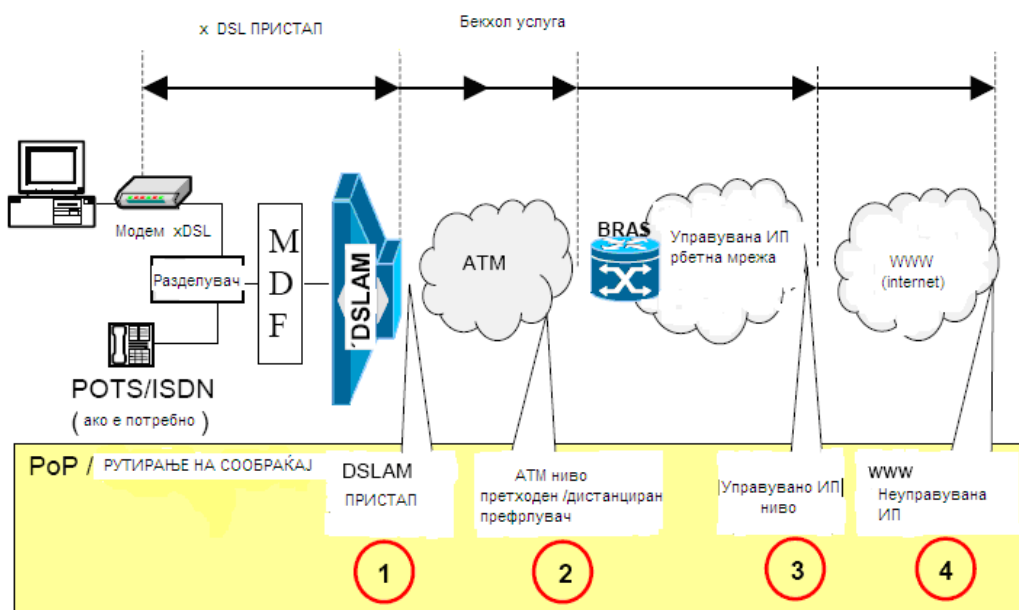 x DSL ПРИСТАП
Бекхол услуга
Модем xDSL
Разделувач
M
D
F
DSLAM
ATM
BRAS
Управувана ИП
рбетна мрежа
WWW
(internet)
POTS/ISDN
( ако е потребно )
PoP / РУТИРАЊЕ НА СООБРАЌАЈ
DSLAM
ПРИСТАП
АТМ ниво
претходен /дистанциран
префрлувач
Управувано ИП
ниво
www
Неуправувана
ИП
1
2
3
4